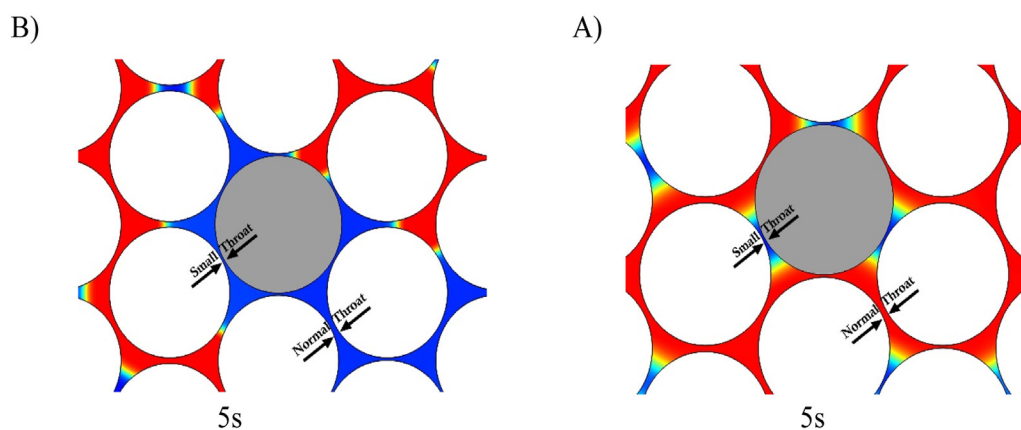 B)
A)
Small Throat
Normal Throat
5s
Small Throat
Normal Throat
5s